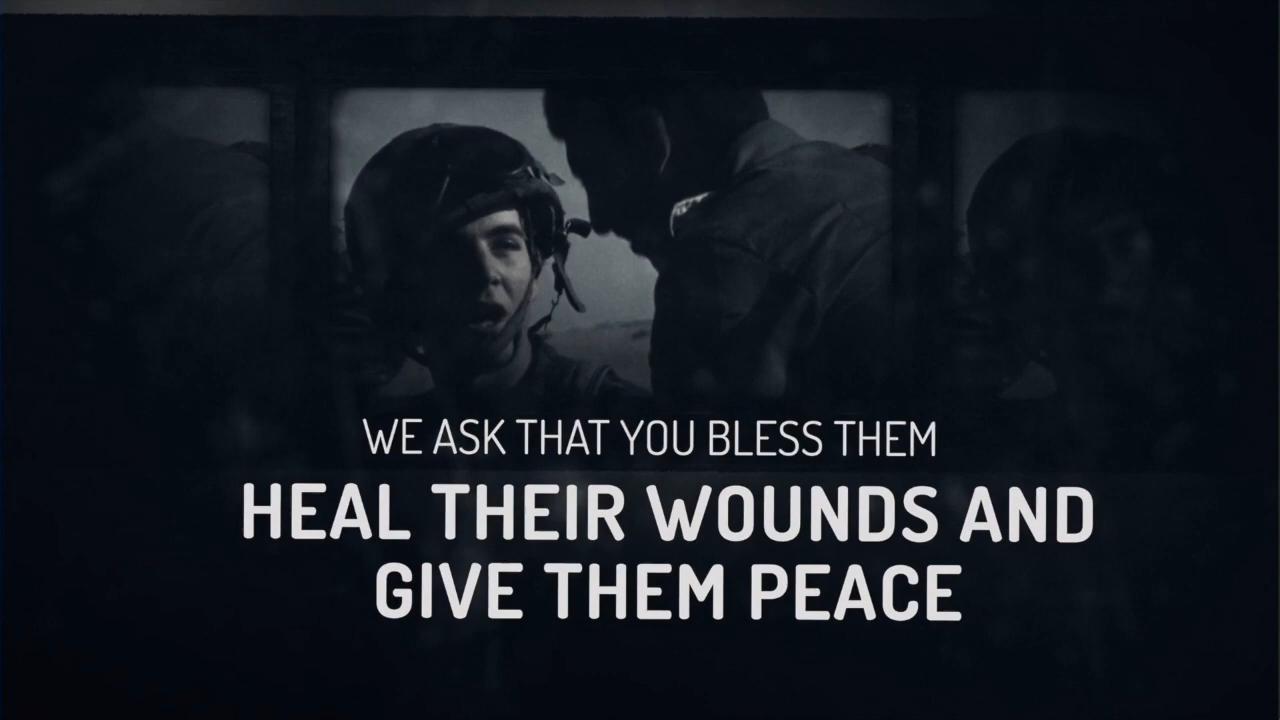 WE ASK THAT YOU BLESS THEM
HEAL THEIR WOUNDS AND
GIVE THEM PEACE